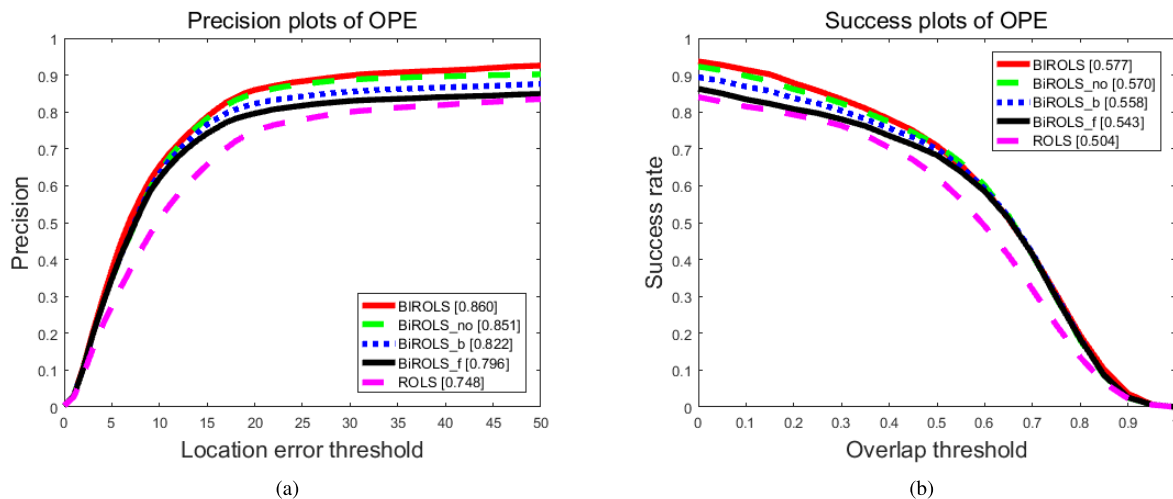 Precision plots of OPE
1
0.9
0.8
0.7
0.6
0.5
0.4
0.3
0.2
0.1
0
Precision
BIROLS [0.860]
BiROLS_no [0.851]
BiROLS_b [0.822]
BiROLS_f [0.796]
ROLS [0.748]
0 5 10 15 20 25 30 35 40 45 50
Location error threshold
(a)
Success plots of OPE
1
0.9
0.8
0.7
0.6
0.5
0.4
0.3
0.2
0.1
0
Success rate
BIROLS [0.577]
BiROLS_no [0.570]
BiROLS_b [0.558]
BiROLS_f [0.543]
ROLS [0.504]
0 0.1 0.2 0.3 0.4 0.5 0.6 0.7 0.8 0.9
Overlap threshold
(b)